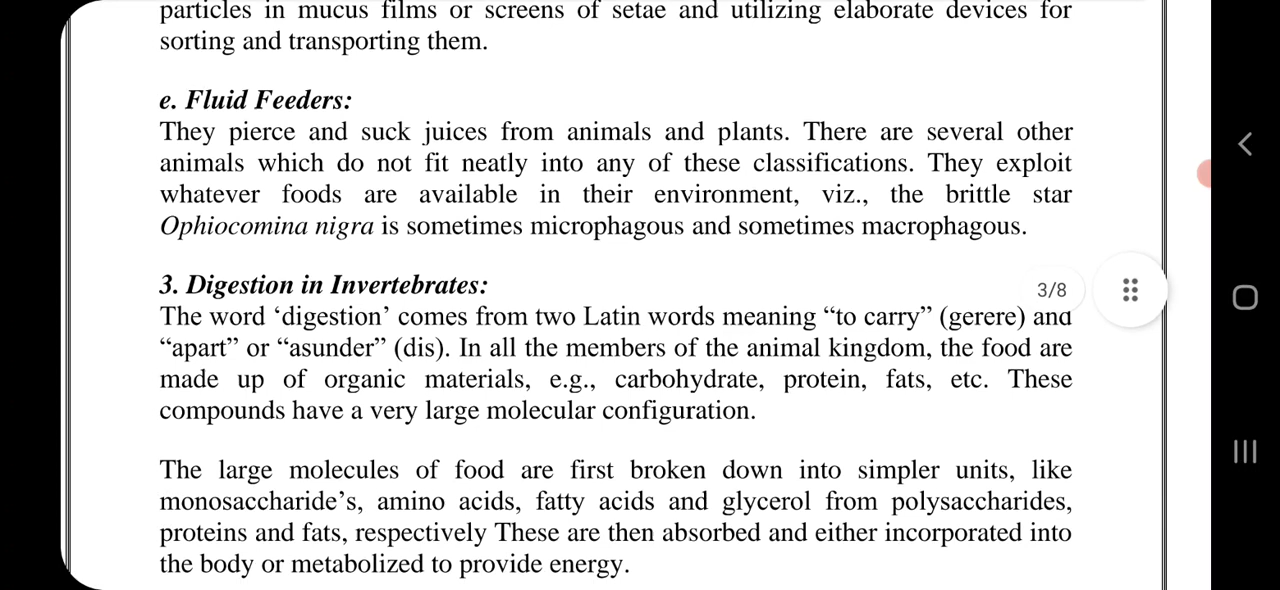 particles in mucus films or screens of setae and utilizing elaborate devices for
sorting and transporting them.
e. Fluid Feeders:
They pierce and suck juices from animals and plants. There are several other
animals which do not fit neatly into any of these classifications. They exploit
whatever foods are available in their environment, viz., the brittle star
Ophiocomina nigra is sometimes microphagous and sometimes macrophagous.
3. Digestion in Invertebrates:
3/8
The word ‘digestion’ comes from two Latin words meaning “to carry” (gerere) and
“apart” or “asunder” (dis). In all the members of the animal kingdom, the food are
made up of organic materials, e.g., carbohydrate, protein, fats, etc. These
compounds have a very large molecular configuration.
The large molecules of food are first broken down into simpler units, like
monosaccharide’s, amino acids, fatty acids and glycerol from polysaccharides,
proteins and fats, respectively These are then absorbed and either incorporated into
the body or metabolized to provide energy.